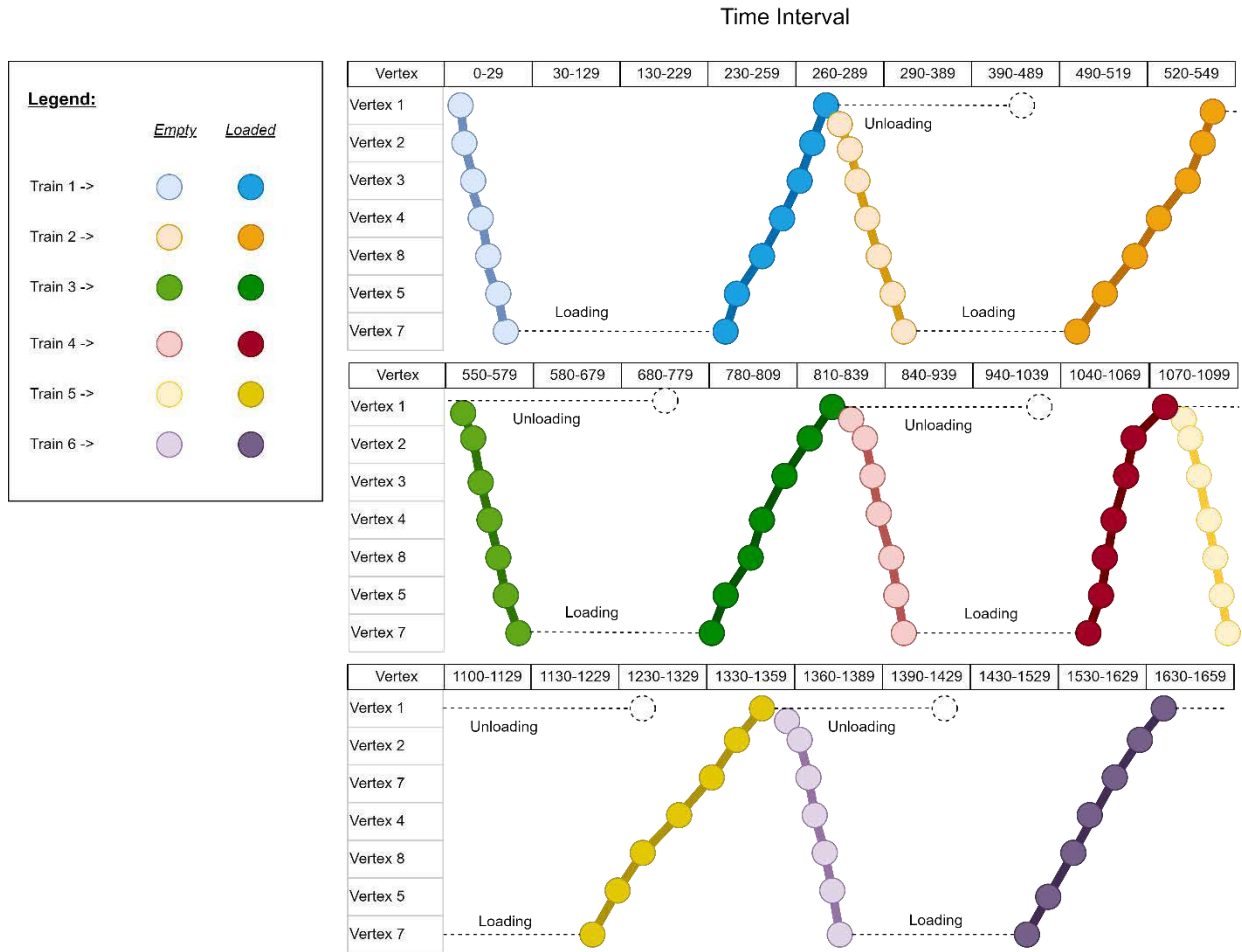 Time Interval
Legend:
Empty Loaded
Train 1 ->
Train 2 ->
Train 3 ->
Train 4 ->
Train 5 ->
Train 6 ->
Vertex 0-29 30-129 130-229 230-259 260-289 290-389 390-489 490-519 520-549
Vertex 1
Unloading
Vertex 2
Vertex 3
Vertex 4
Vertex 8
Vertex 5
Loading Loading
Vertex 7
Vertex 550-579 580-679 680-779 780-809 810-839 840-939 940-1039 1040-1069 1070-1099
Vertex 1
Unloading Unloading
Vertex 2
Vertex 3
Vertex 4
Vertex 8
Vertex 5
Loading Loading
Vertex 7
Vertex 1100-1129 1130-1229 1230-1329 1330-1359 1360-1389 1390-1429 1430-1529 1530-1629 1630-1659
Vertex 1
Unloading Unloading
Vertex 2
Vertex 7
Vertex 4
Vertex 8
Vertex 5
Loading Loading
Vertex 7